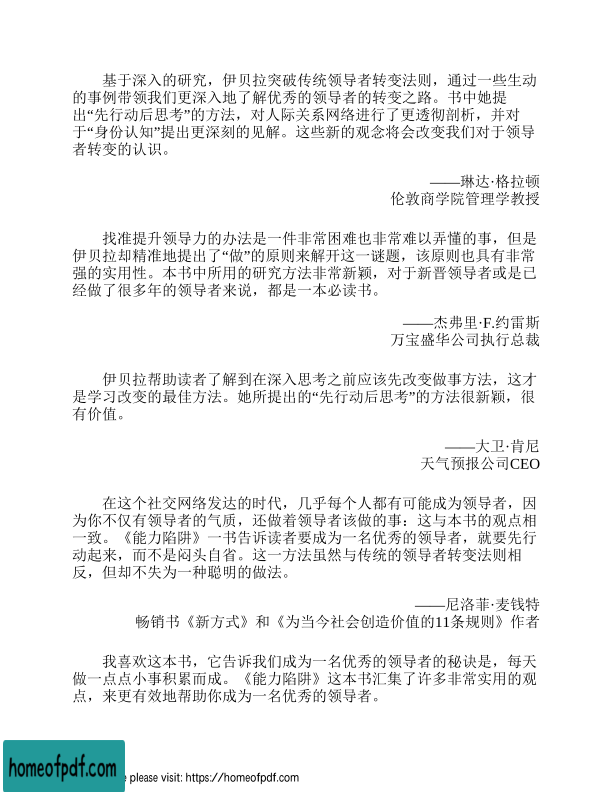 基于深入的研究，伊贝拉突破传统领导者转变法则，通过一些生动
的事例带领我们更深入地了解优秀的领导者的转变之路。书中她提
出“先行动后思考”的方法，对人际关系网络进行了更透彻剖析，并对
于“身份认知”提出更深刻的见解。这些新的观念将会改变我们对于领导
者转变的认识。
——琳达·格拉顿
伦敦商学院管理学教授
找准提升领导力的办法是一件非常困难也非常难以弄懂的事，但是
伊贝拉却精准地提出了“做”的原则来解开这一谜题，该原则也具有非常
强的实用性。本书中所用的研究方法非常新颖，对于新晋领导者或是已
经做了很多年的领导者来说，都是一本必读书。
——杰弗里·F.约雷斯
万宝盛华公司执行总裁
伊贝拉帮助读者了解到在深入思考之前应该先改变做事方法，这才
是学习改变的最佳方法。她所提出的“先行动后思考”的方法很新颖，很
有价值。
——大卫·肯尼
天气预报公司CEO
在这个社交网络发达的时代，几乎每个人都有可能成为领导者，因
为你不仅有领导者的气质，还做着领导者该做的事：这与本书的观点相
一致。《能力陷阱》一书告诉读者要成为一名优秀的领导者，就要先行
动起来，而不是闷头自省。这一方法虽然与传统的领导者转变法则相
反，但却不失为一种聪明的做法。
——尼洛菲·麦钱特
畅销书《新方式》和《为当今社会创造价值的11条规则》作者
我喜欢这本书，它告诉我们成为一名优秀的领导者的秘诀是，每天
做一点点小事积累而成。《能力陷阱》这本书汇集了许多非常实用的观
点，来更有效地帮助你成为一名优秀的领导者。
homeofpdf.com
please visit: https://homeofpdf.com